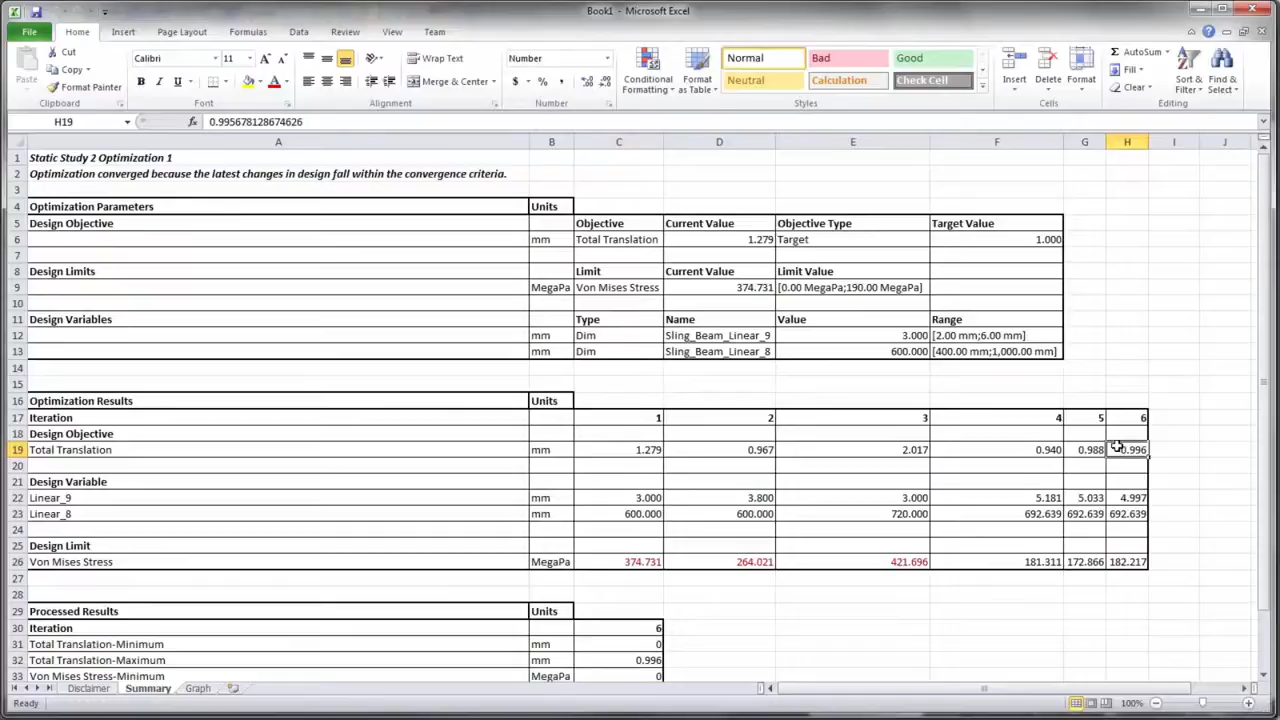 Book1 - Microsoft Excel
File Home Insert Page Layout Formulas Data Review View Team
Paste Cut Copy Format Painter Clipboard
Calibri 11 B I U Font
Wrap Text Merge & Center Alignment
Number $ % , Number
Conditional Formatting Format as Table Normal Bad Good Neutral Calculation Check Cell Styles
Insert Delete Format Cells
AutoSum Fill Clear Sort & Filter Find & Select Editing
H19 fx 0.995678128674626
A B C D E F G H I J
1 Static Study 2 Optimization 1
2 Optimization converged because the latest changes in design fall within the convergence criteria.
3
4 Optimization Parameters Units
5 Design Objective Objective Current Value Objective Type Target Value
6 mm Total Translation 1.279 Target 1.000
7
8 Design Limits Limit Current Value Limit Value
9 MegaPa Von Mises Stress 374.731 [0.00 MegaPa;190.00 MegaPa]
10
11 Design Variables Type Name Value Range
12 mm Dim Sling_Beam_Linear_9 3.000 [2.00 mm;6.00 mm]
13 mm Dim Sling_Beam_Linear_8 600.000 [400.00 mm;1,000.00 mm]
14
15
16 Optimization Results Units
17 Iteration 1 2 3 4 5 6
18 Design Objective
19 Total Translation mm 1.279 0.967 2.017 0.940 0.988 0.996
20
21 Design Variable
22 Linear_9 mm 3.000 3.800 3.000 5.181 5.033 4.997
23 Linear_8 mm 600.000 600.000 720.000 692.639 692.639 692.639
24
25 Design Limit
26 Von Mises Stress MegaPa 374.731 264.021 421.696 181.311 172.866 182.217
27
28
29 Processed Results Units
30 Iteration 6
31 Total Translation-Minimum mm 0
32 Total Translation-Maximum mm 0.996
33 Von Mises Stress-Minimum MegaPa 0
Disclaimer Summary Graph
Ready 100%